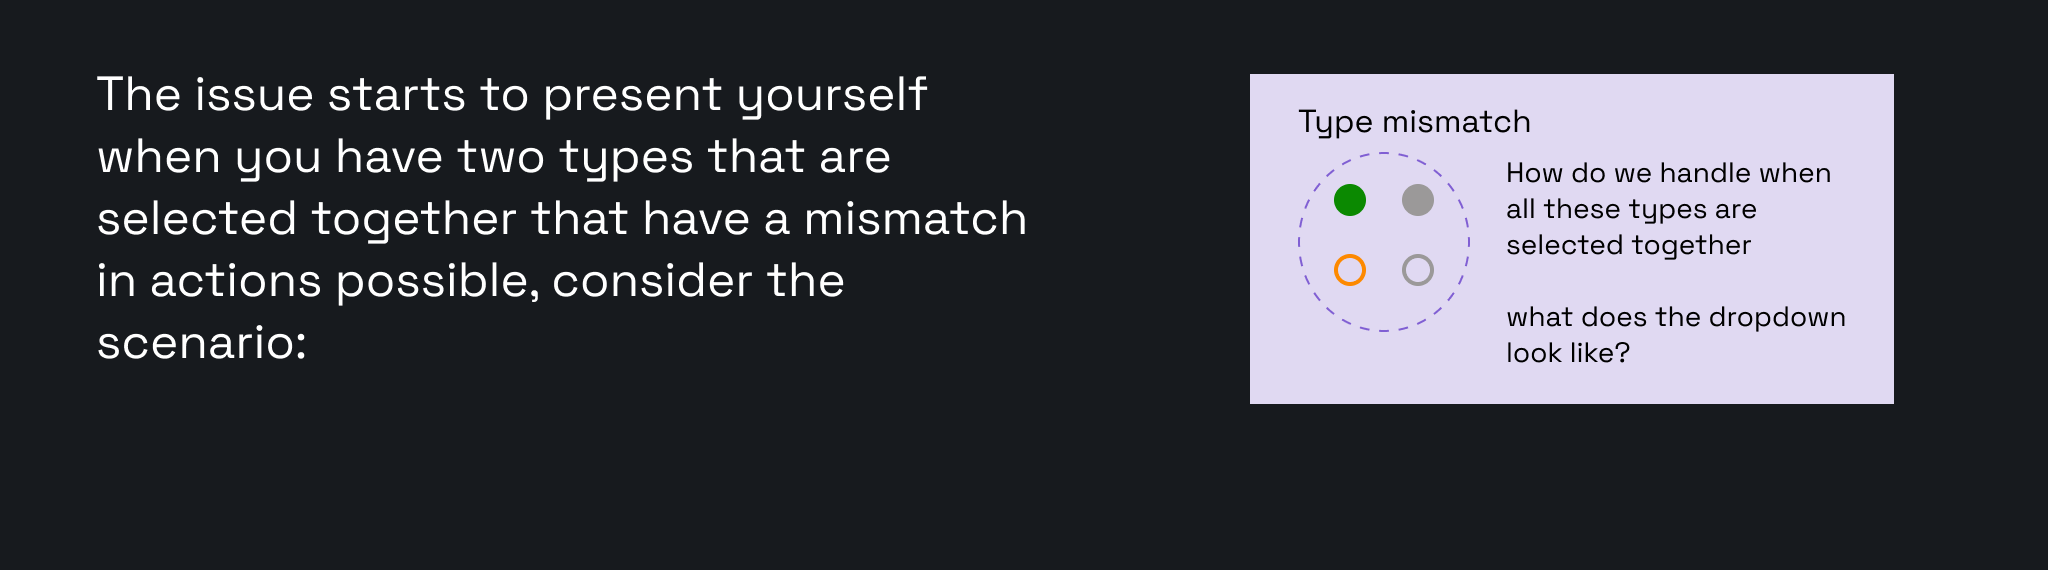 The issue starts to present yourself
when you have two types that are
selected together that have a mismatch
in actions possible, consider the
scenario:
Type mismatch
How do we handle when
all these types are
selected together
what does the dropdown
look like?